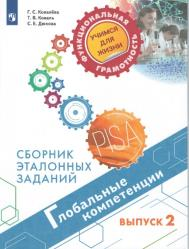 Г. С. Ковалёва
Т. В. Коваль
С. Е. Дюкова
ФУНКЦИОНАЛЬНАЯ ГРАМОТНОСТЬ
УЧИМСЯ ДЛЯ ЖИЗНИ
PISA
СБОРНИК
ЭТАЛОННЫХ
ЗАДАНИЙ
Глобальные
компетенции
ВЫПУСК 2